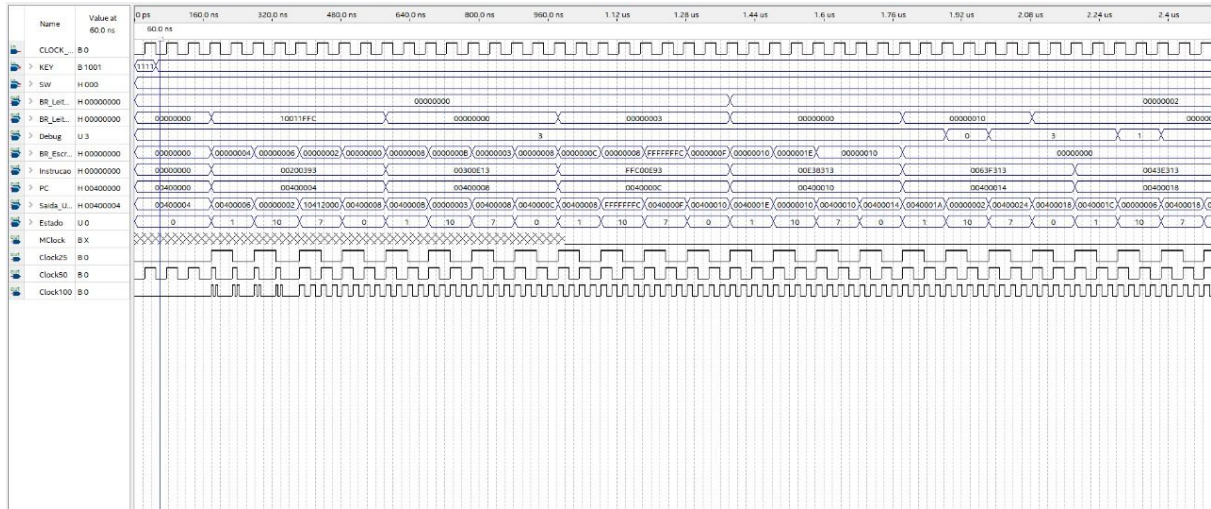 Name Value at 60.0 ns 0 ps 160.0 ns 320.0 ns 480.0 ns 640.0 ns 800.0 ns 960.0 ns 1.12 us 1.28 us 1.44 us 1.6 us 1.76 us 1.92 us 2.08 us 2.24 us 2.4 us
60.0 ns
CLOCK_... B 0
> KEY B 1001 1111
> SW H 000
> BR_Leit... H 00000000 00000000 00000002
> BR_Leit... H 00000000 00000000 10011FFC 00000000 00000003 00000000 00000010 00000
> Debug U 3 3 0 3 1
> BR_Escr... H 00000000 00000000 00000004 00000006 00000002 00000000 00000008 0000000B 00000003 00000008 0000000C 00000008 FFFFFFFC 0000000F 00000010 0000001E 00000010 00000000
> Instrucao H 00000000 00000000 00200393 00300E13 FFC00E93 00E38313 0063F313 0043E313
> PC H 00400000 00400000 00400004 00400008 0040000C 00400010 00400014 00400018
> Saida_U... H 00400004 00400004 00400006 00000002 10412000 00400008 0040000B 00000003 00400008 0040000C 00400008 FFFFFFFC 0040000F 00400010 0040001E 00000010 00400010 00400014 0040001A 00000002 00400024 00400018 0040001C 00000006 00400018
> Estado U 0 0 1 10 7 0 1 10 7 0 1 10 7 0 1 10 7 0 1 10 7 0 1 10 7
MClock B X
Clock25 B 0
Clock50 B 0
Clock100 B 0